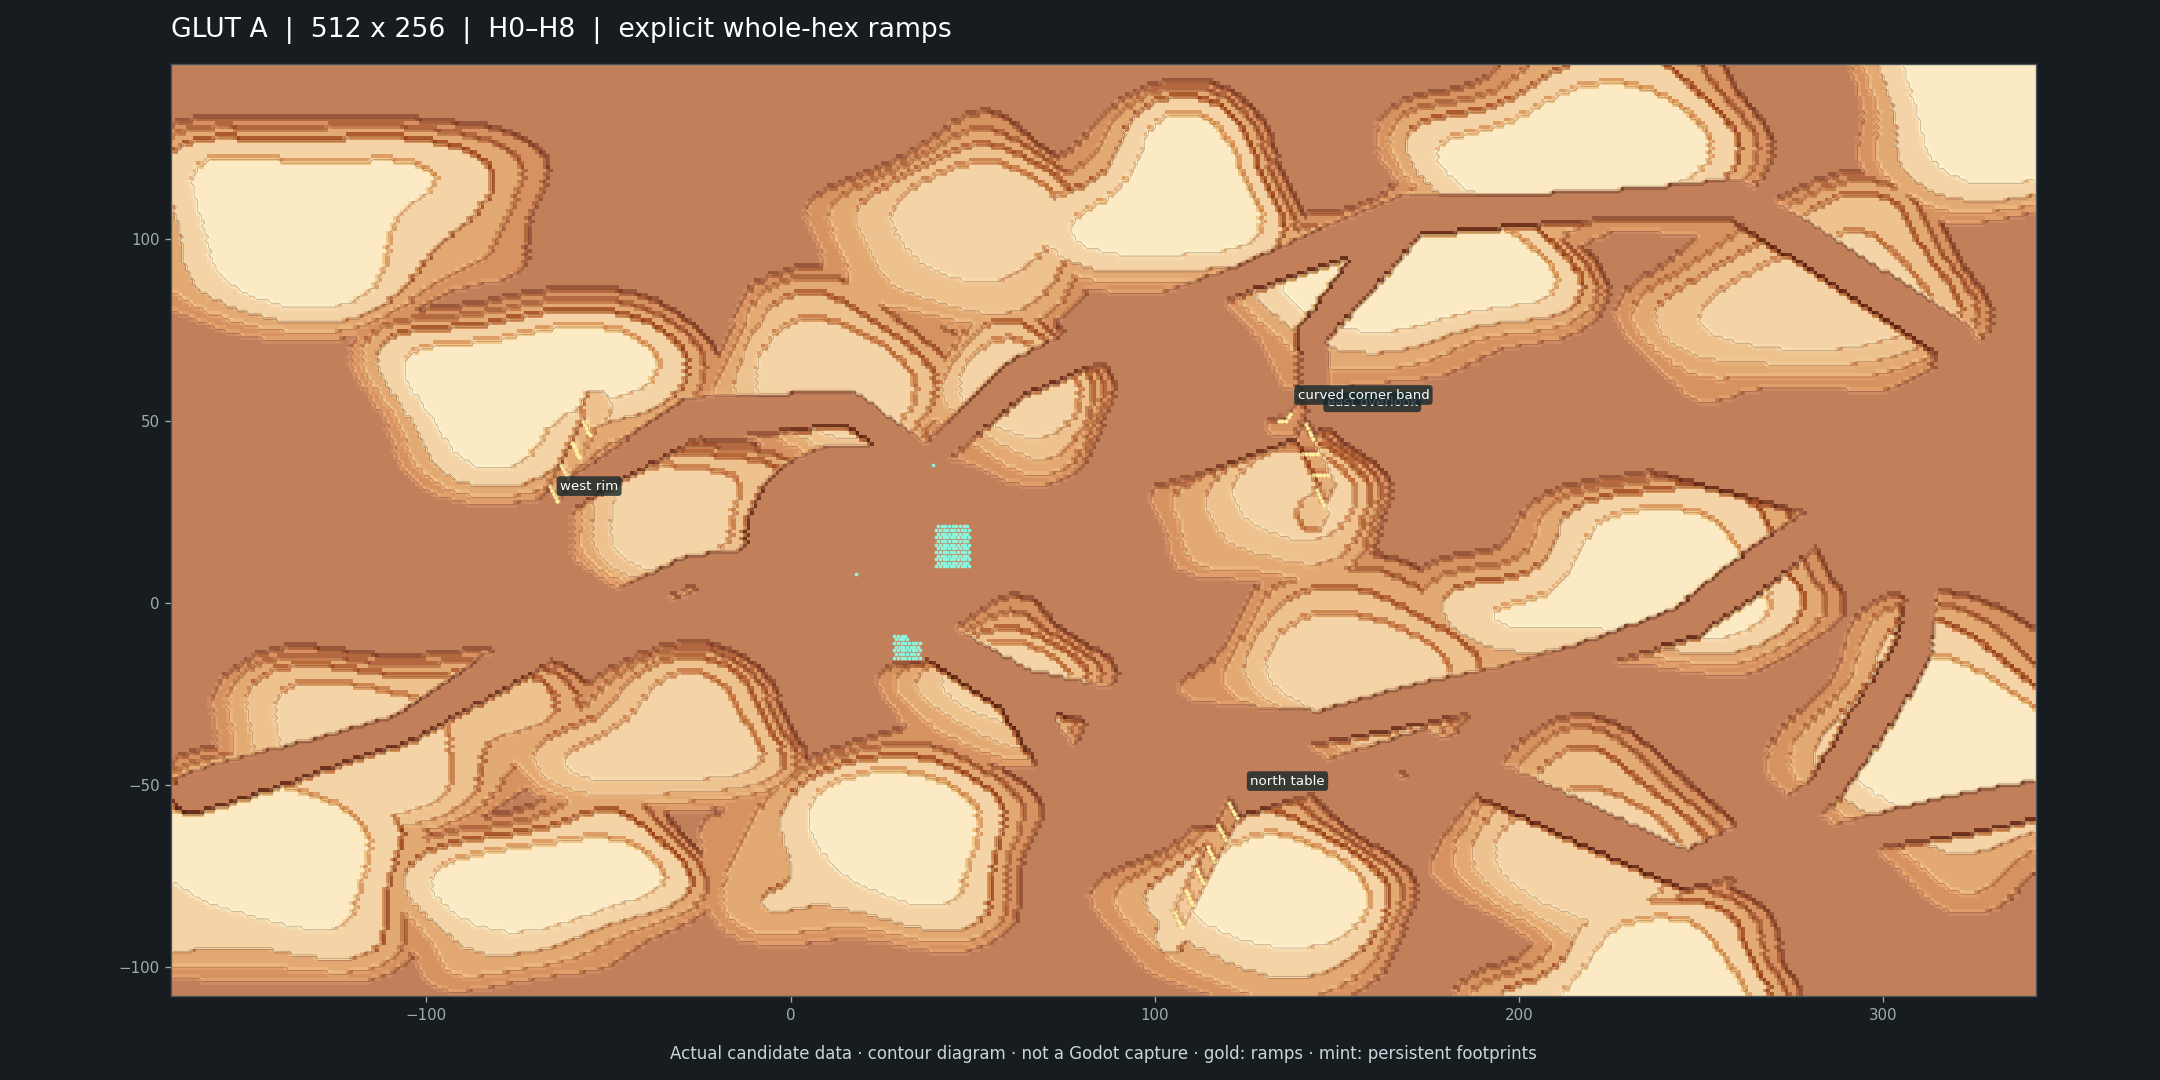 GLUT A | 512 x 256 | H0–H8 | explicit whole-hex ramps
100
50
0
−50
−100
curved corner band
east overlook
west rim
north table
−100
0
100
200
300
Actual candidate data · contour diagram · not a Godot capture · gold: ramps · mint: persistent footprints